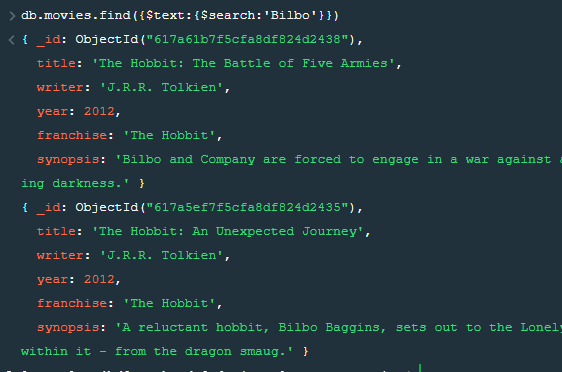 > db.movies.find({$text:{$search:'Bilbo'}})
< { _id: ObjectId("617a61b7f5cfa8df824d2438"),
title: 'The Hobbit: The Battle of Five Armies',
writer: 'J.R.R. Tolkien',
year: 2012,
franchise: 'The Hobbit',
synopsis: 'Bilbo and Company are forced to engage in a war against
ing darkness.' }
{ _id: ObjectId("617a5ef7f5cfa8df824d2435"),
title: 'The Hobbit: An Unexpected Journey',
writer: 'J.R.R. Tolkien',
year: 2012,
franchise: 'The Hobbit',
synopsis: 'A reluctant hobbit, Bilbo Baggins, sets out to the Lonely
within it - from the dragon smaug.' }